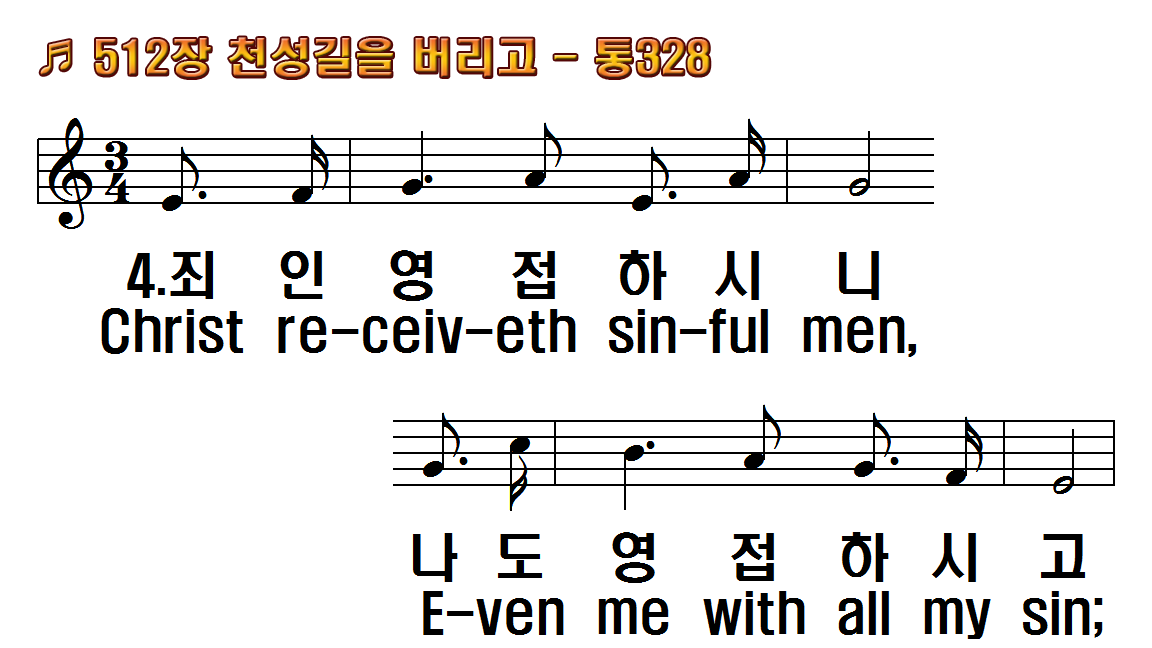 ♬ 512장 천성길을 버리고 - 통328
3
4
4.죄 인 영 접 하 시 니
Christ re-ceiv-eth sin-ful men,
나 도 영 접 하 시 고
E-ven me with all my sin;